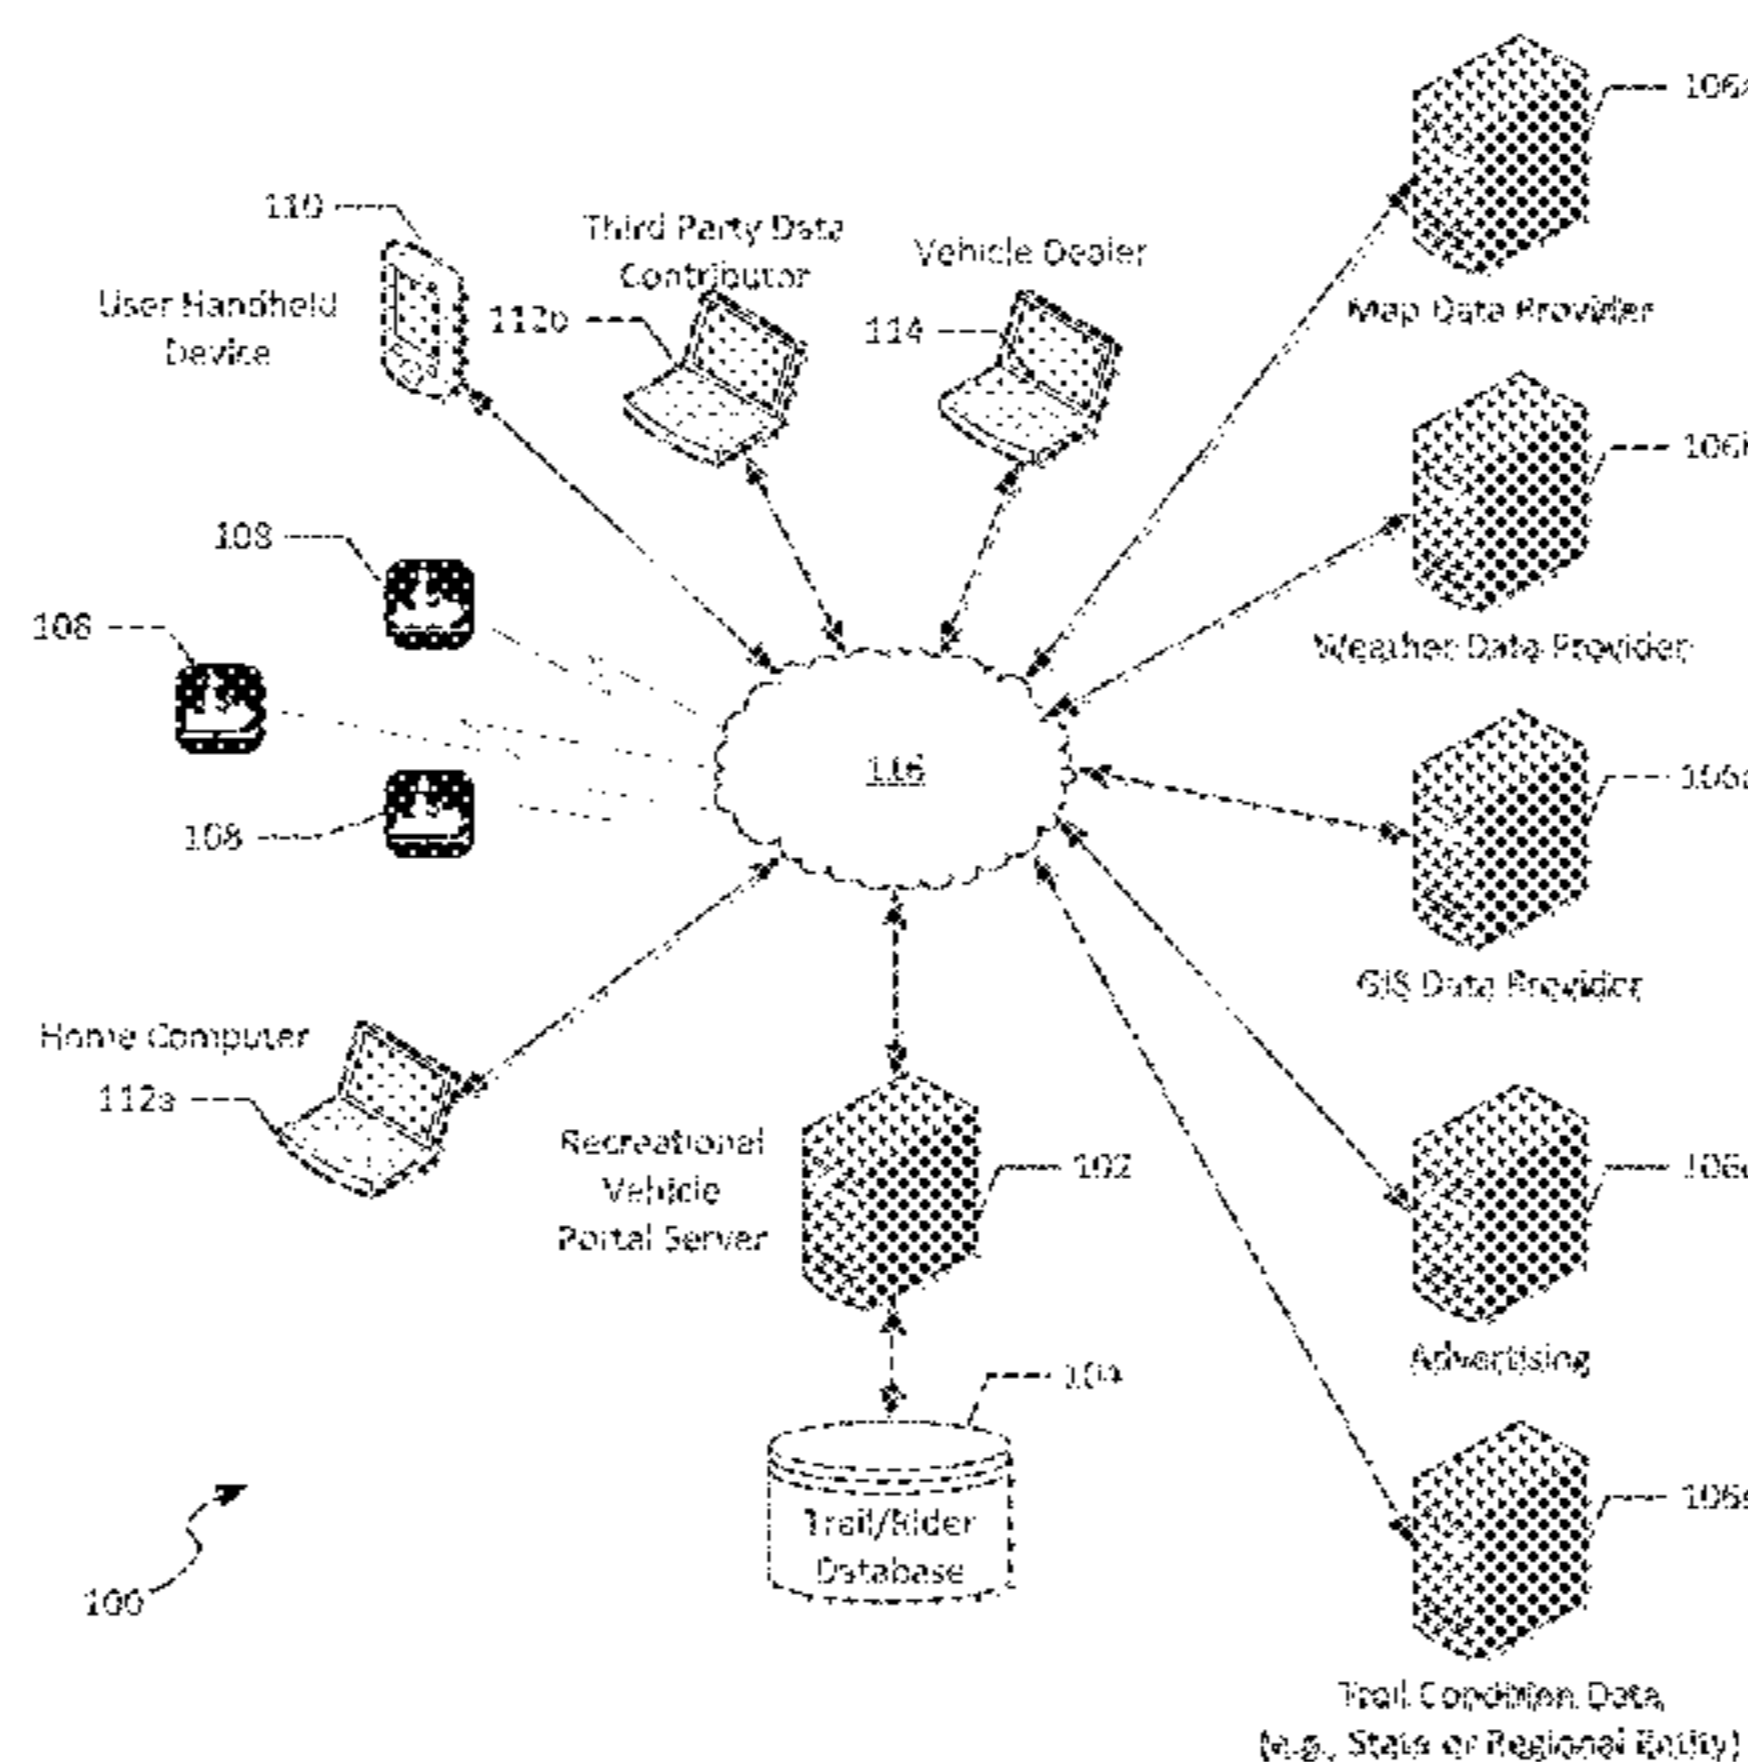 110
Third Party Data
Contributor
Vehicle Dealer
User Handheld
Device
112b
114
Map Data Provider
108
108
108
116
Weather Data Provider
GIS Data Provider
Home Computer
112a
Recreational
Vehicle
Portal Server
102
Advertising
104
Trail/Rider
Database
100
Trail Condition Data
(e.g., State or Regional Entity)